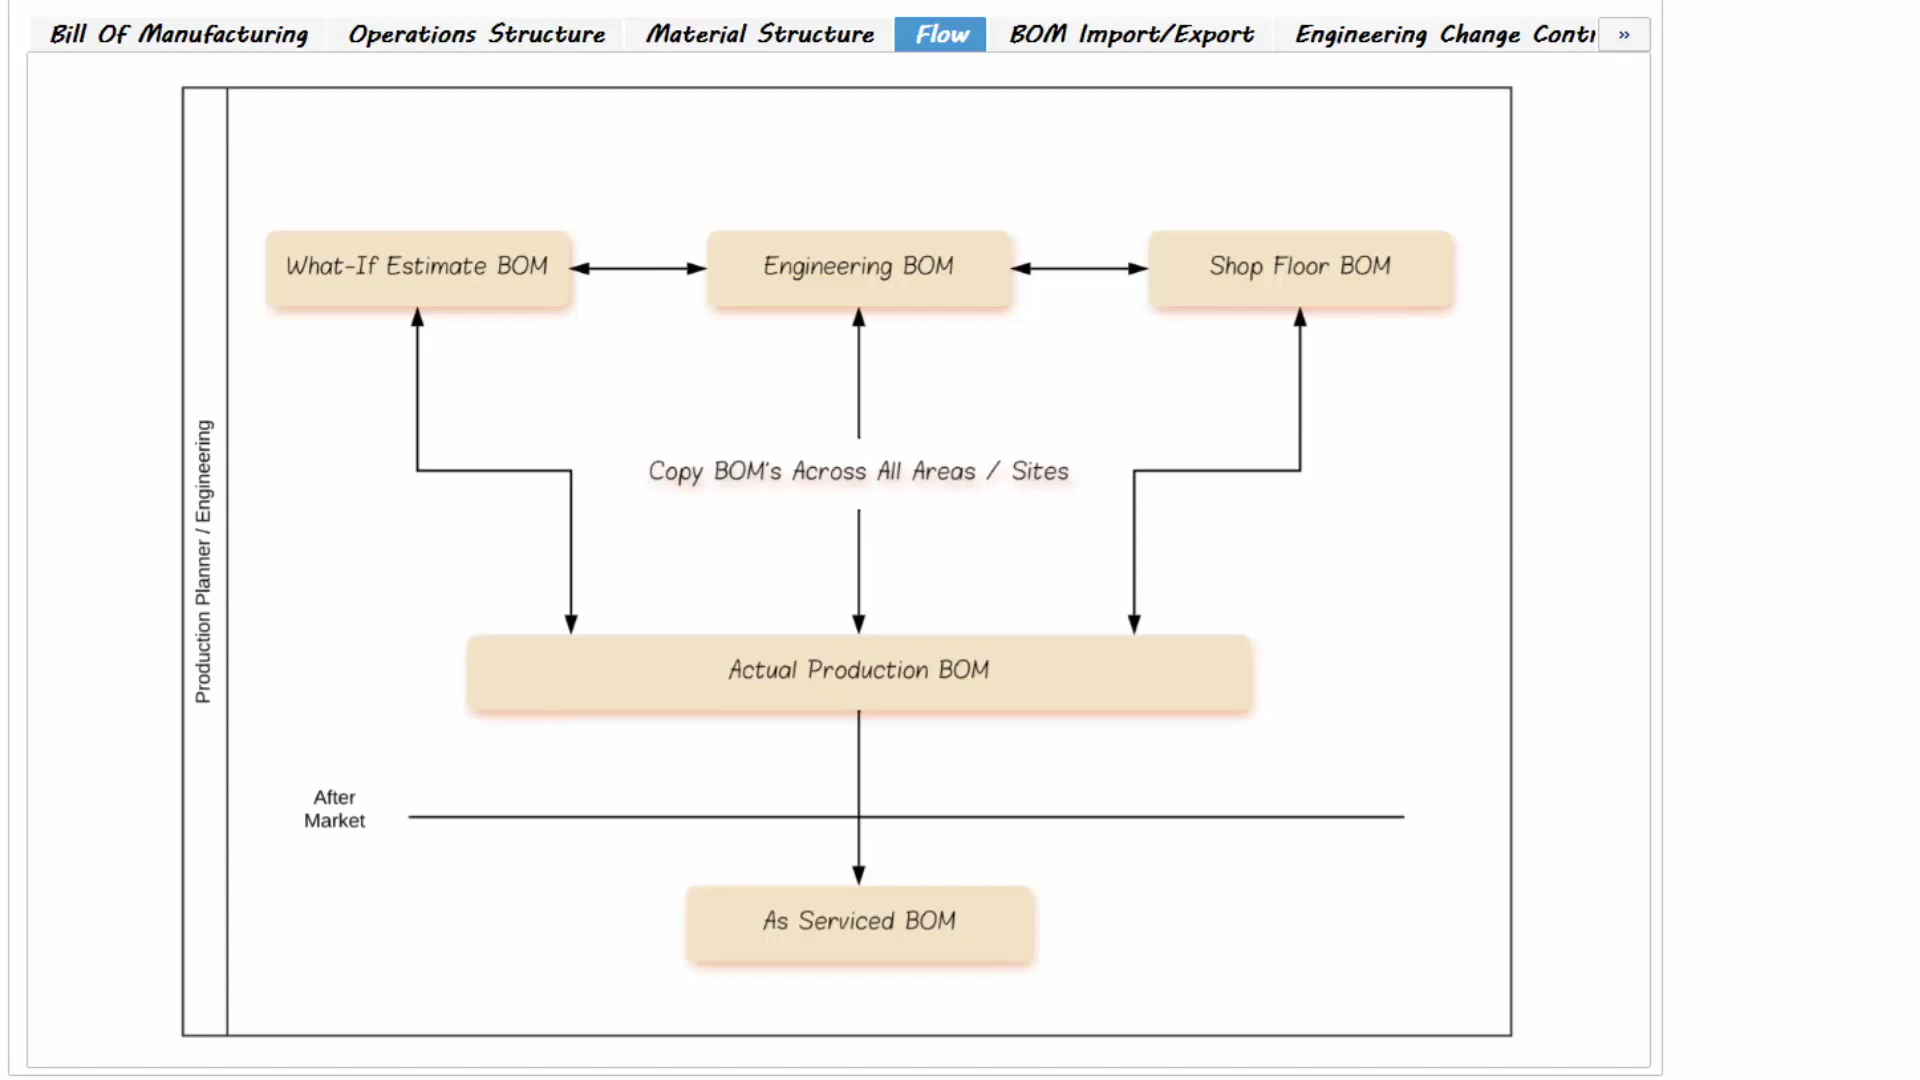 Bill Of Manufacturing
Operations Structure
Material Structure
Flow
BOM Import/Export
Engineering Change Contr
»
Production Planner / Engineering
What-If Estimate BOM
Engineering BOM
Shop Floor BOM
Copy BOM's Across All Areas / Sites
Actual Production BOM
After
Market
As Serviced BOM